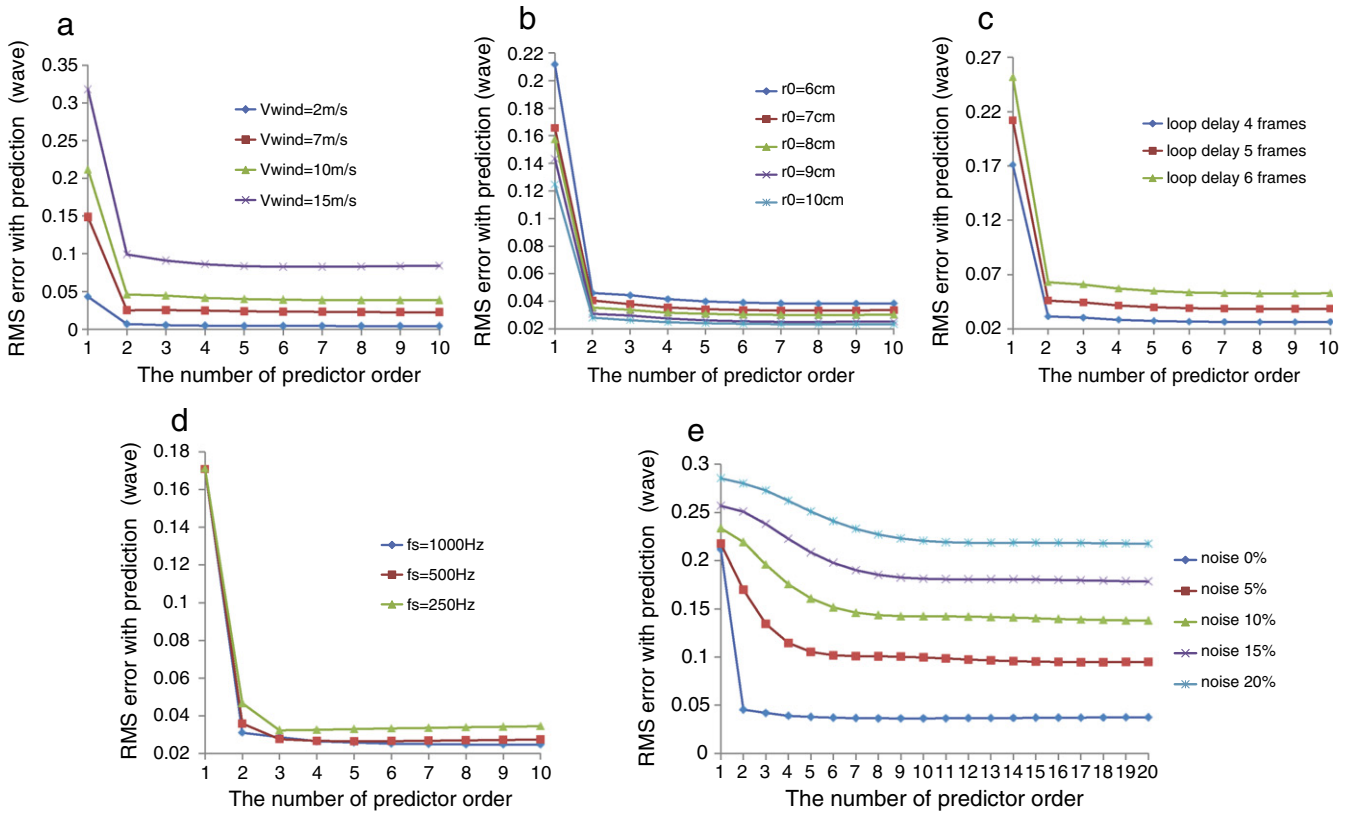 a
RMS error with prediction (wave)
0.35
0.3
0.25
0.2
0.15
0.1
0.05
0
1 2 3 4 5 6 7 8 9 10
The number of predictor order
Vwind=2m/s
Vwind=7m/s
Vwind=10m/s
Vwind=15m/s
b
RMS error with prediction (wave)
0.22
0.20
0.18
0.16
0.14
0.12
0.10
0.08
0.06
0.04
0.02
1 2 3 4 5 6 7 8 9 10
The number of predictor order
r0=6cm
r0=7cm
r0=8cm
r0=9cm
r0=10cm
c
RMS error with prediction (wave)
0.27
0.22
0.17
0.12
0.07
0.02
1 2 3 4 5 6 7 8 9 10
The number of predictor order
loop delay 4 frames
loop delay 5 frames
loop delay 6 frames
d
RMS error with prediction (wave)
0.18
0.16
0.14
0.12
0.1
0.08
0.06
0.04
0.02
1 2 3 4 5 6 7 8 9 10
The number of predictor order
fs=1000Hz
fs=500Hz
fs=250Hz
e
RMS error with prediction (wave)
0.3
0.25
0.2
0.15
0.1
0.05
0
1 2 3 4 5 6 7 8 9 10 11 12 13 14 15 16 17 18 19 20
The number of predictor order
noise 0%
noise 5%
noise 10%
noise 15%
noise 20%